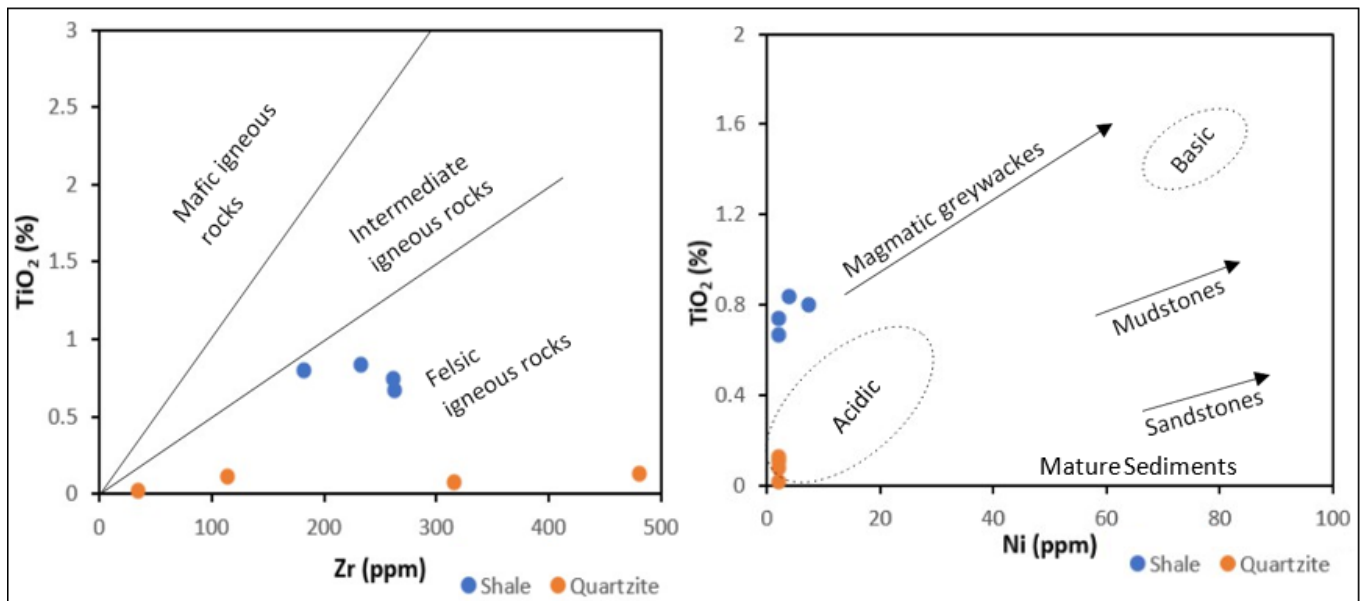 3
2.5
2
1.5
1
0.5
0
0
100
200
300
400
500
TiO₂ (%)
Zr (ppm)
Mafic igneous
rocks
Intermediate
igneous rocks
Felsic
igneous rocks
Shale
Quartzite
2
1.6
1.2
0.8
0.4
0
0
20
40
60
80
100
TiO₂ (%)
Ni (ppm)
Magmatic greywackes
Basic
Mudstones
Acidic
Sandstones
Mature Sediments
Shale
Quartzite